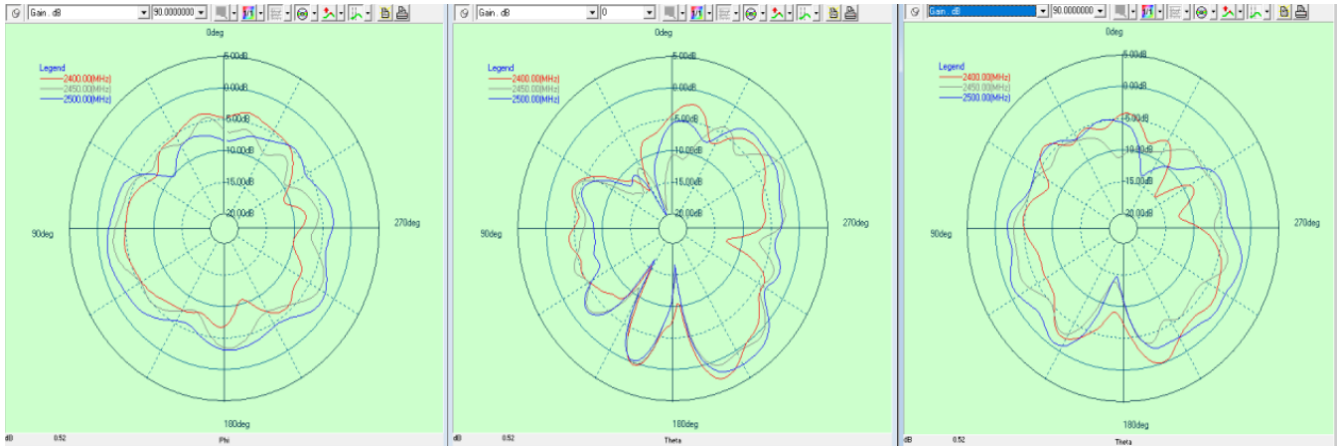 Gain. dB 90.0000000
0deg
Legend
2400.00(MHz)
2450.00(MHz)
2500.00(MHz)
5.00dB
0.00dB
-5.00dB
-10.00dB
-15.00dB
-20.00dB
90deg
270deg
180deg
dB 0.52 Phi
Gain. dB 0
0deg
Legend
2400.00(MHz)
2450.00(MHz)
2500.00(MHz)
5.00dB
0.00dB
-5.00dB
-10.00dB
-15.00dB
-20.00dB
90deg
270deg
180deg
dB 0.52 Theta
Gain. dB 90.0000000
0deg
Legend
2400.00(MHz)
2450.00(MHz)
2500.00(MHz)
5.00dB
0.00dB
-5.00dB
-10.00dB
-15.00dB
-20.00dB
90deg
270deg
180deg
dB 0.52 Theta